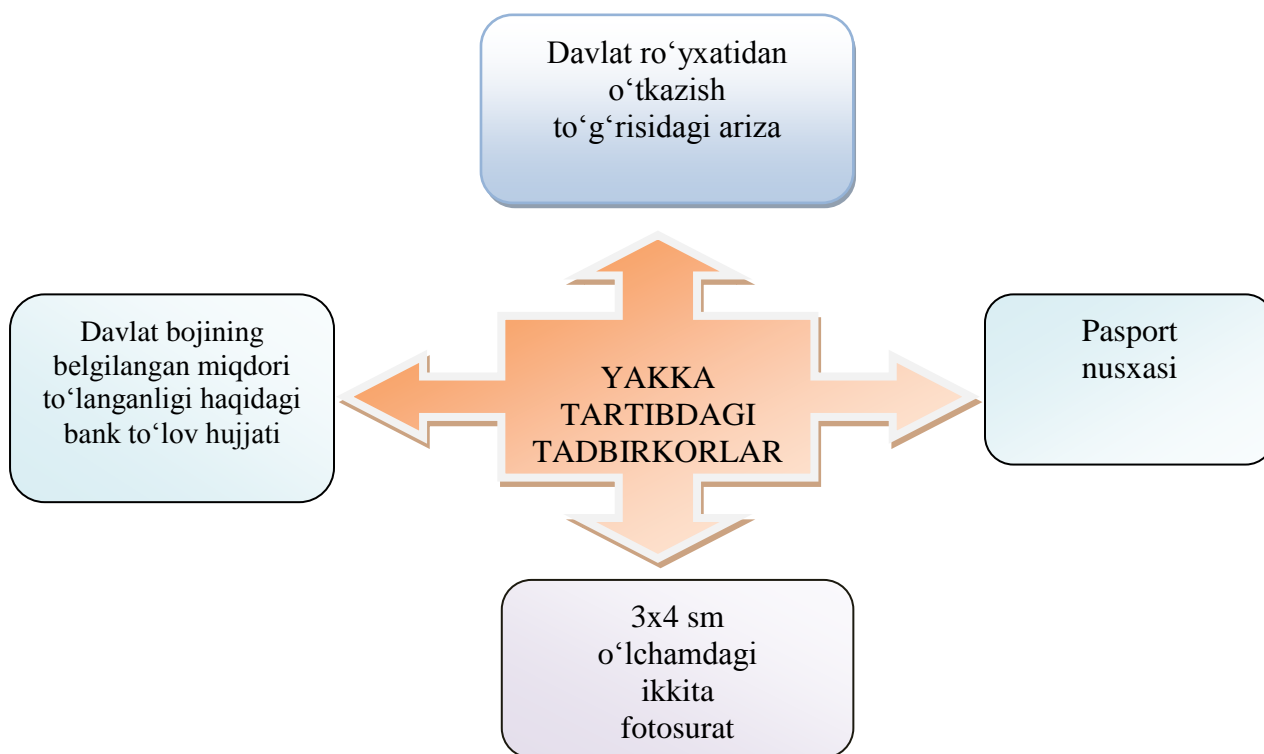 Davlat ro‘yxatidan
o‘tkazish
to‘g‘risidagi ariza
Davlat bojining
belgilangan miqdori
to‘langanligi haqidagi
bank to‘lov hujjati
YAKKA
TARTIBDAGI
TADBIRKORLAR
Pasport
nusxasi
3x4 sm
o‘lchamdagi
ikkita
fotosurat